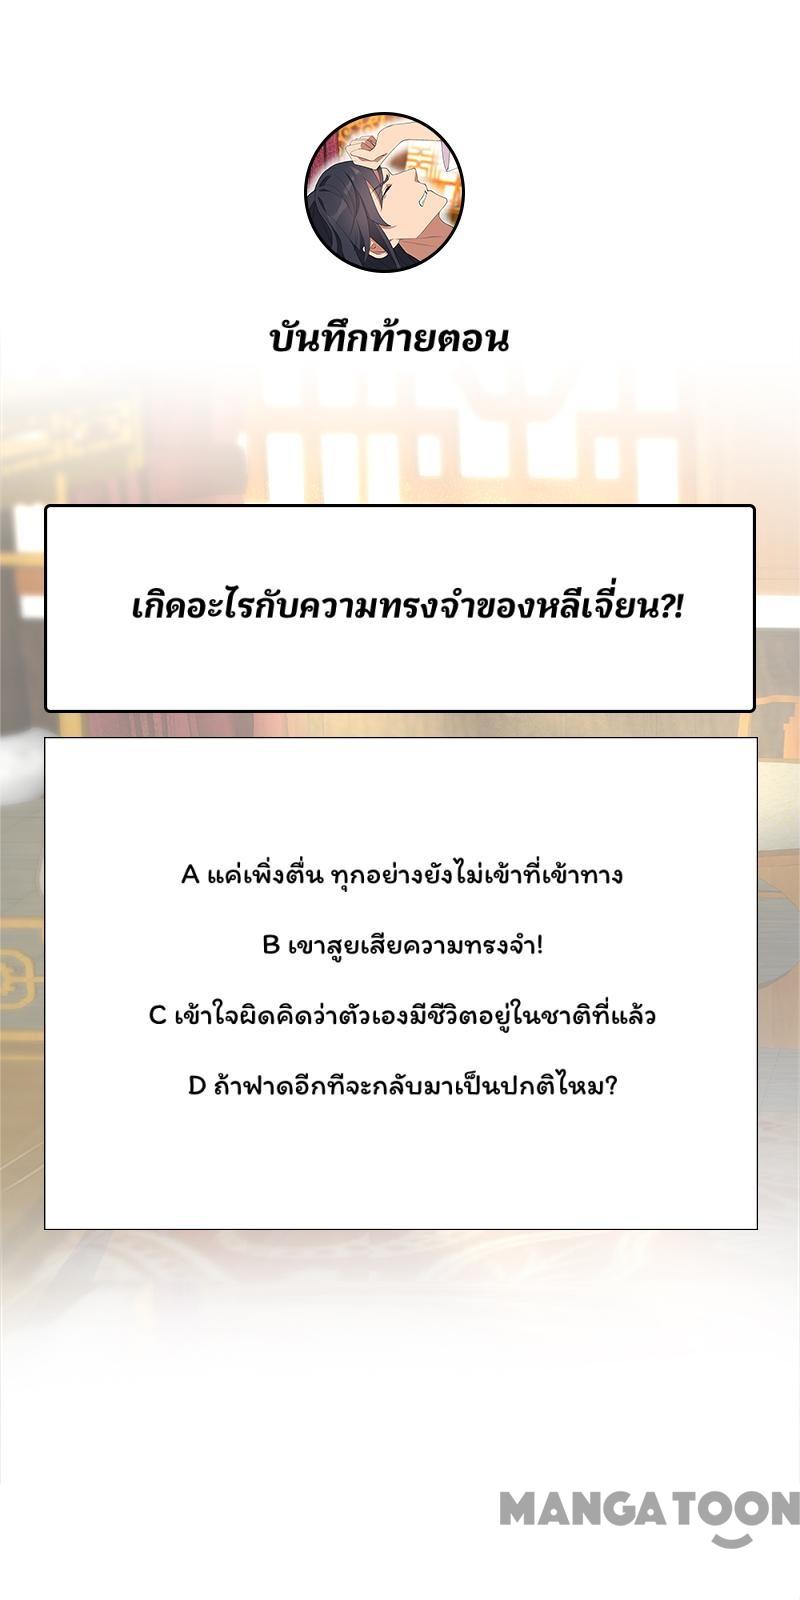 บันทึกท้ายตอน
เกิดอะไรกับความทรงจำของหลีเจี่ยน?!
A แค่เพิ่งตื่น ทุกอย่างยังไม่เข้าที่เข้าทาง
B เขาสูยเสียความทรงจำ!
C เข้าใจผิดคิดว่าตัวเองมีชีวิตอยู่ในชาติที่แล้ว
D ถ้าฟาดอีกทีจะกลับมาเป็นปกติไหม?
MANGATOON